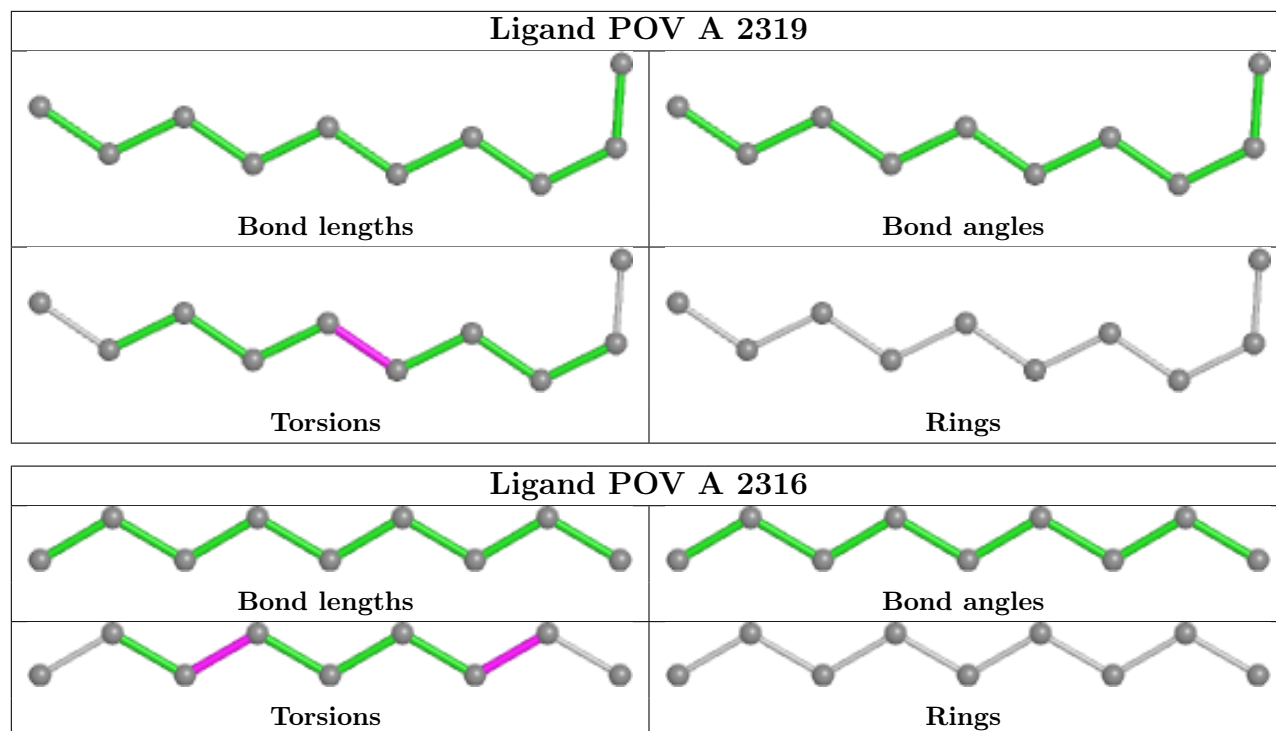 Ligand POV A 2319
Bond lengths
Bond angles
Torsions
Rings
Ligand POV A 2316
Bond lengths
Bond angles
Torsions
Rings